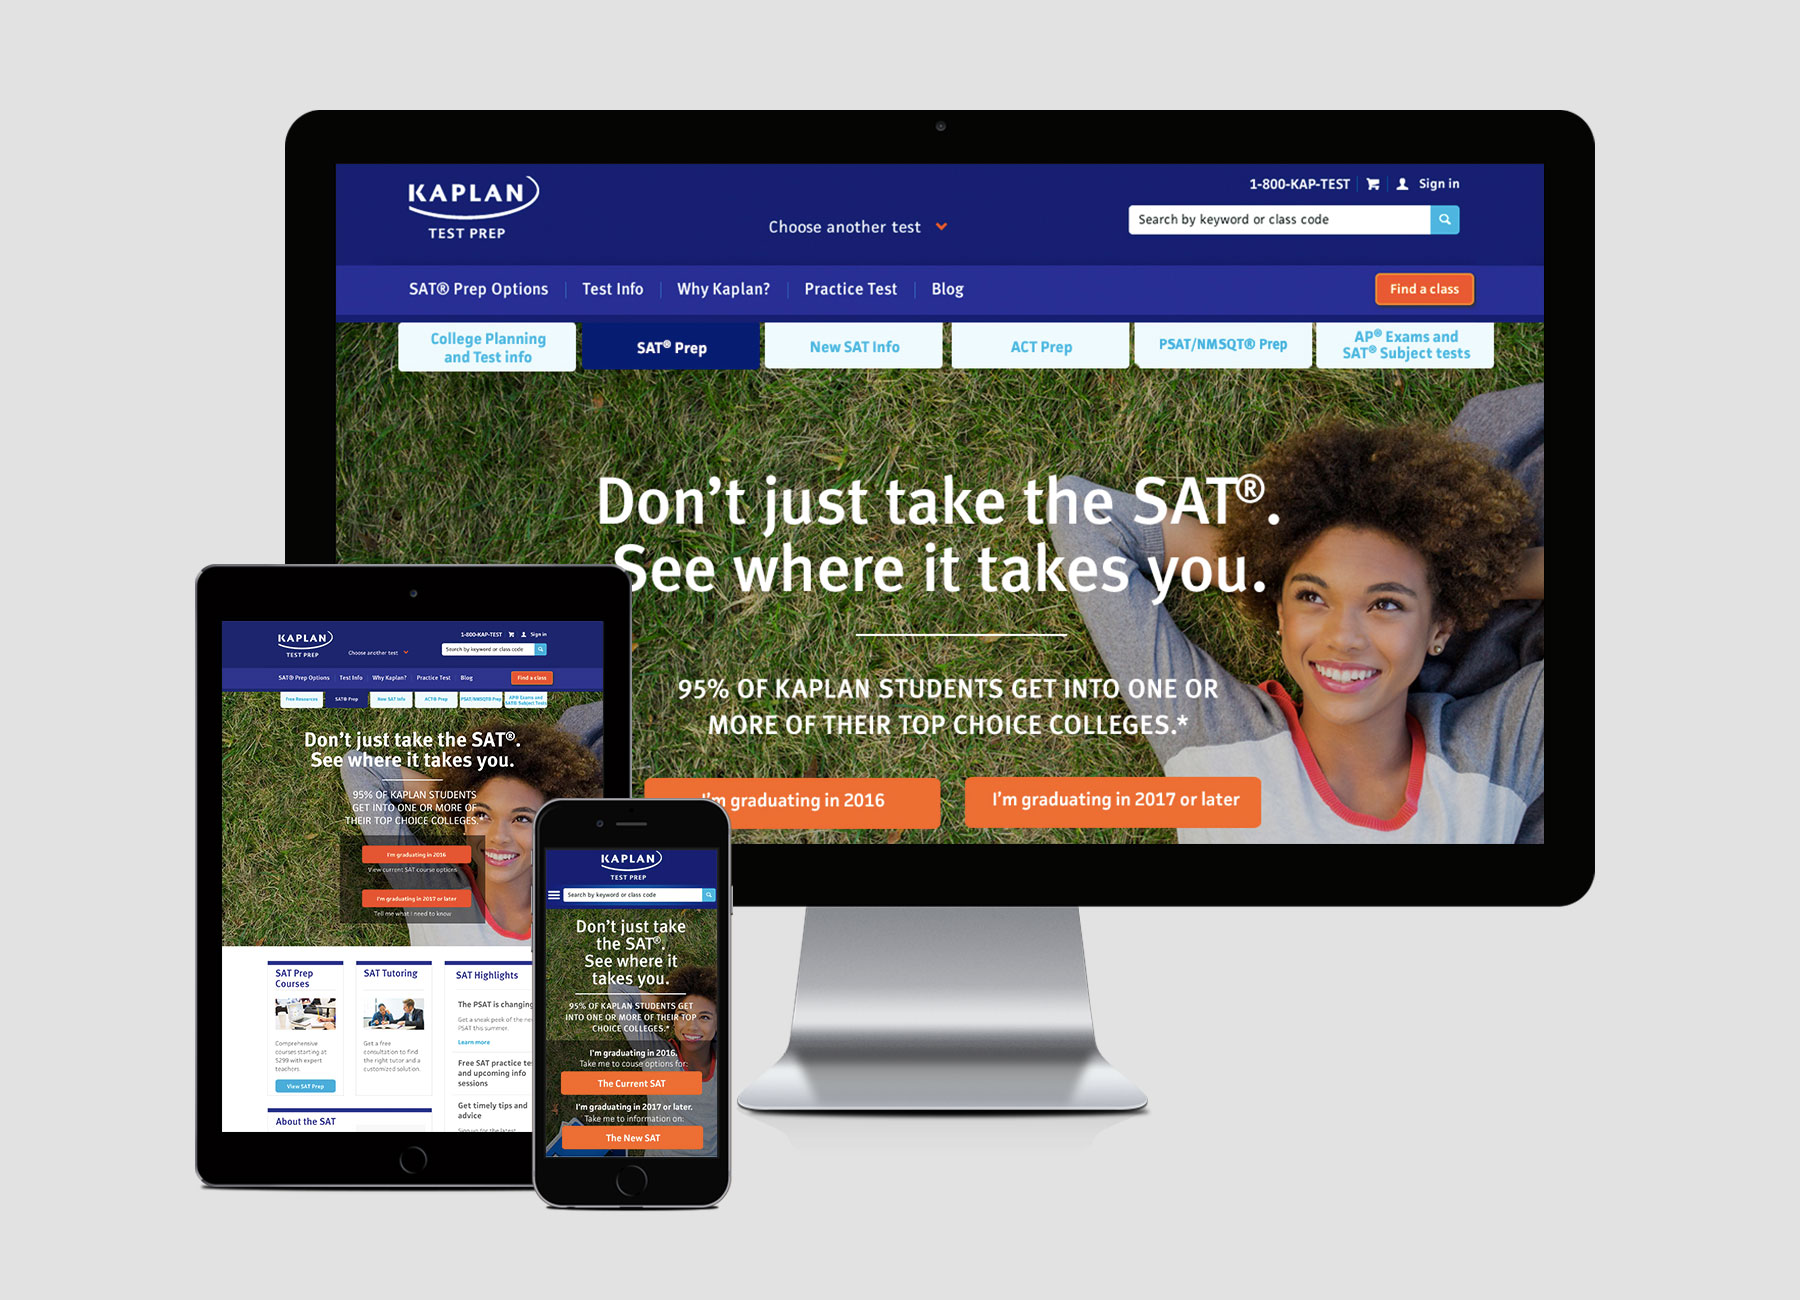 KAPLAN
TEST PREP
Choose another test
1-800-KAP-TEST
Sign in
Search by keyword or class code
SAT® Prep Options
Test Info
Why Kaplan?
Practice Test
Blog
Find a class
College Planning
and Test info
SAT® Prep
New SAT Info
ACT Prep
PSAT/NMSQT® Prep
AP® Exams and
SAT® Subject tests
Don't just take the SAT®.
See where it takes you.
95% OF KAPLAN STUDENTS GET INTO ONE OR
MORE OF THEIR TOP CHOICE COLLEGES.*
I'm graduating in 2016
I'm graduating in 2017 or later
KAPLAN
TEST PREP
Choose another test
1-800-KAP-TEST
Sign in
Search by keyword or class code
SAT® Prep Options
Test Info
Why Kaplan?
Practice Test
Blog
Find a class
Free Resources
SAT® Prep
New SAT Info
ACT® Prep
PSAT/NMSQT® Prep
AP® Exams and
SAT® Subject Tests
Don't just take the SAT®.
See where it takes you.
95% OF KAPLAN STUDENTS
GET INTO ONE OR MORE OF
THEIR TOP CHOICE COLLEGES.*
I'm graduating in 2016
View current SAT course options
I'm graduating in 2017 or later
Tell me what I need to know
SAT Prep
Courses
Comprehensive
courses starting at
$299 with expert
teachers.
View SAT Prep
SAT Tutoring
Get a free
consultation to find
the right tutor and a
customized solution.
SAT Highlights
The PSAT is changing
Get a sneak peek of the
PSAT this summer.
Learn more
Free SAT practice
and upcoming info
sessions
Get timely tips and
advice
Sign up for the latest
About the SAT
KAPLAN
TEST PREP
Search by keyword or class code
Don't just take
the SAT®.
See where it
takes you.
95% OF KAPLAN STUDENTS GET
INTO ONE OR MORE OF THEIR TOP
CHOICE COLLEGES.*
I'm graduating in 2016.
Take me to couse options for:
The Current SAT
I'm graduating in 2017 or later.
Take me to information on:
The New SAT